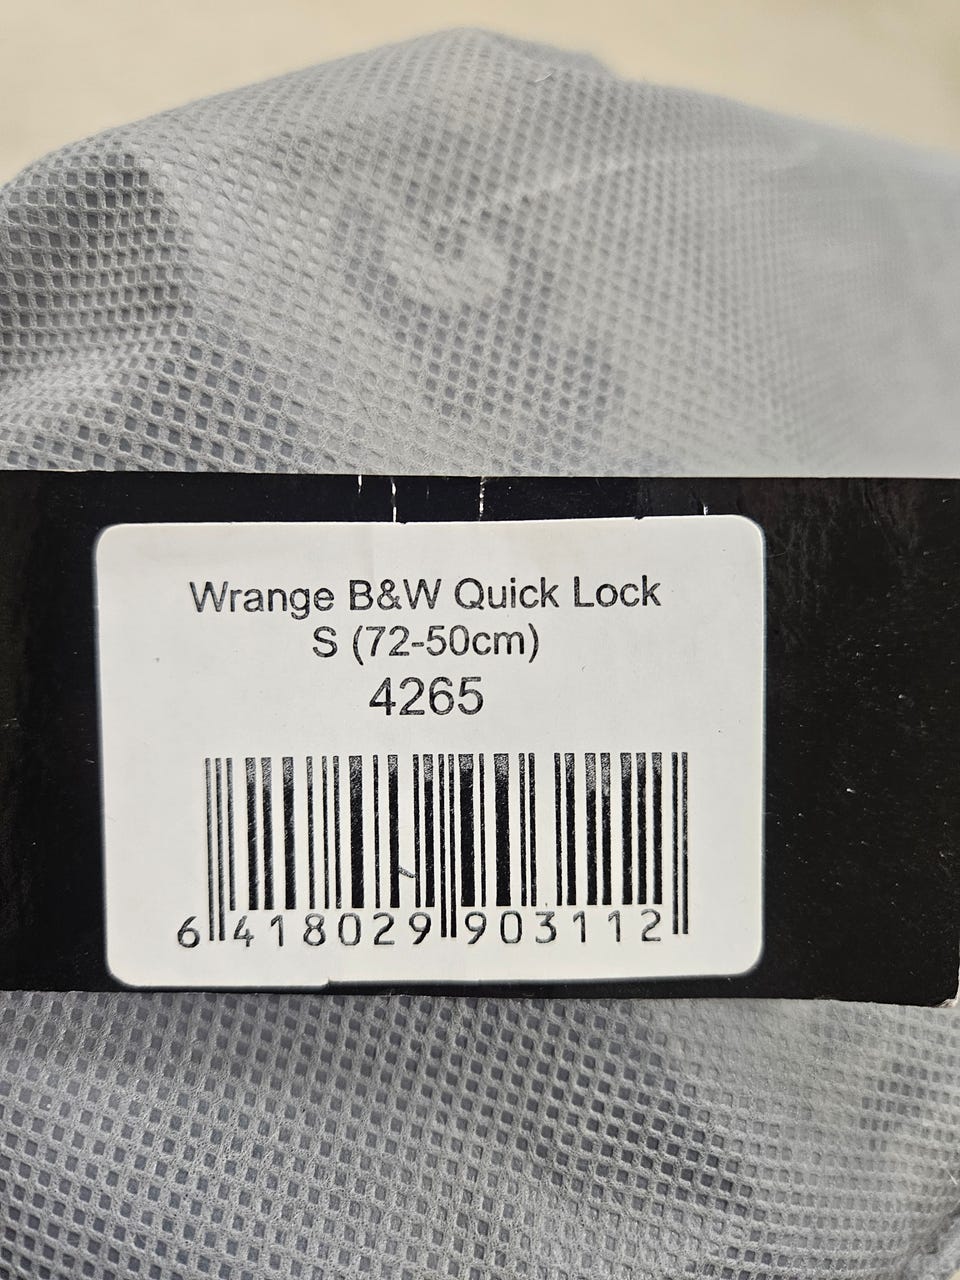 Wrange B&W Quick Lock
S (72-50cm)
4265
6 418029 903112